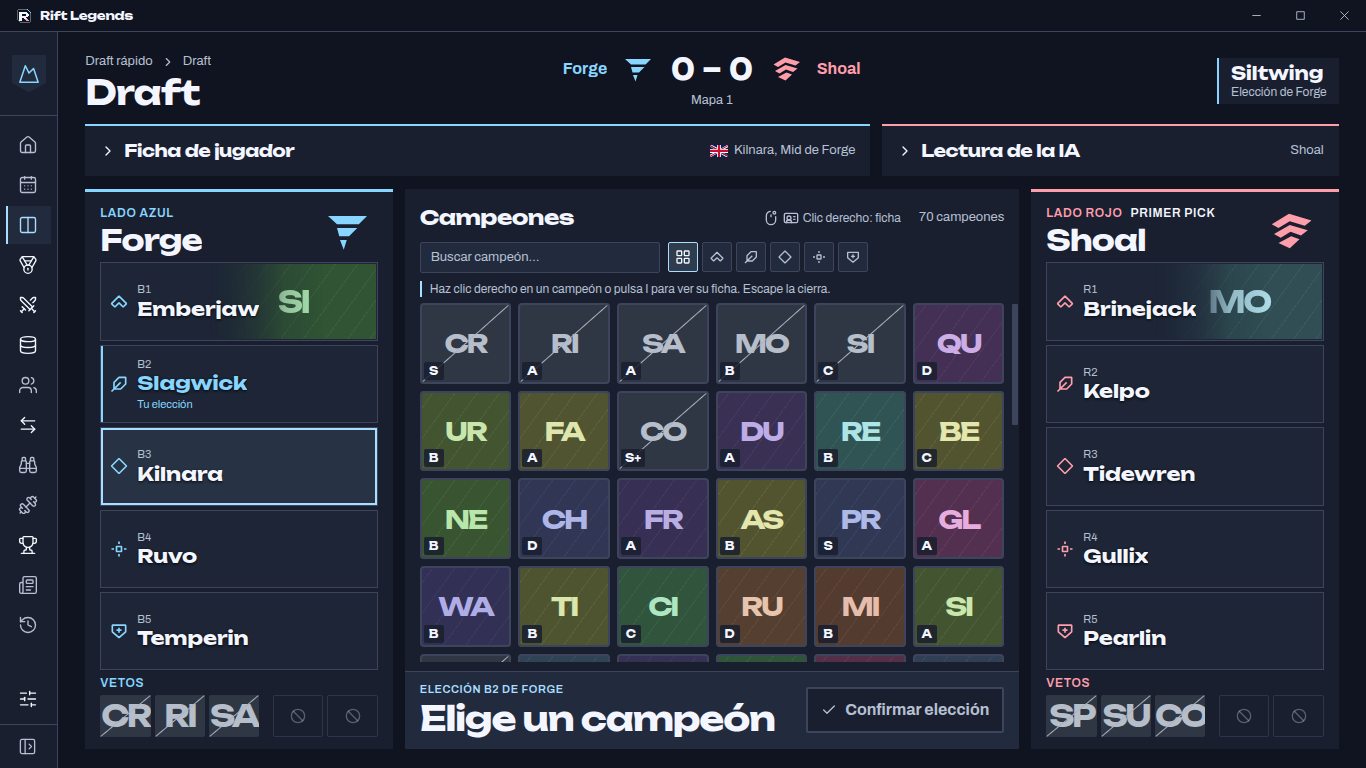 Rift Legends
Draft rápido > Draft
Draft
Forge 0 – 0 Shoal
Mapa 1
Siltwing
Elección de Forge
Ficha de jugador
Kilnara, Mid de Forge
Lectura de la IA
Shoal
LADO AZUL
Forge
B1
Emberjaw
SI
B2
Slagwick
Tu elección
B3
Kilnara
B4
Ruvo
B5
Temperin
VETOS
CR RI SA
Campeones
Clic derecho: ficha
70 campeones
Buscar campeón...
Haz clic derecho en un campeón o pulsa I para ver su ficha. Escape la cierra.
CR RI SA MO SI QU
S A A B C D
UR FA CO DU RE BE
B A S+ A B C
NE CH FR AS PR GL
B D A B S A
WA TI CI RU MI SI
B B C D B A
ELECCIÓN B2 DE FORGE
Elige un campeón
Confirmar elección
LADO ROJO PRIMER PICK
Shoal
R1
Brinejack
MO
R2
Kelpo
R3
Tidewren
R4
Gullix
R5
Pearlin
VETOS
SP SU CO